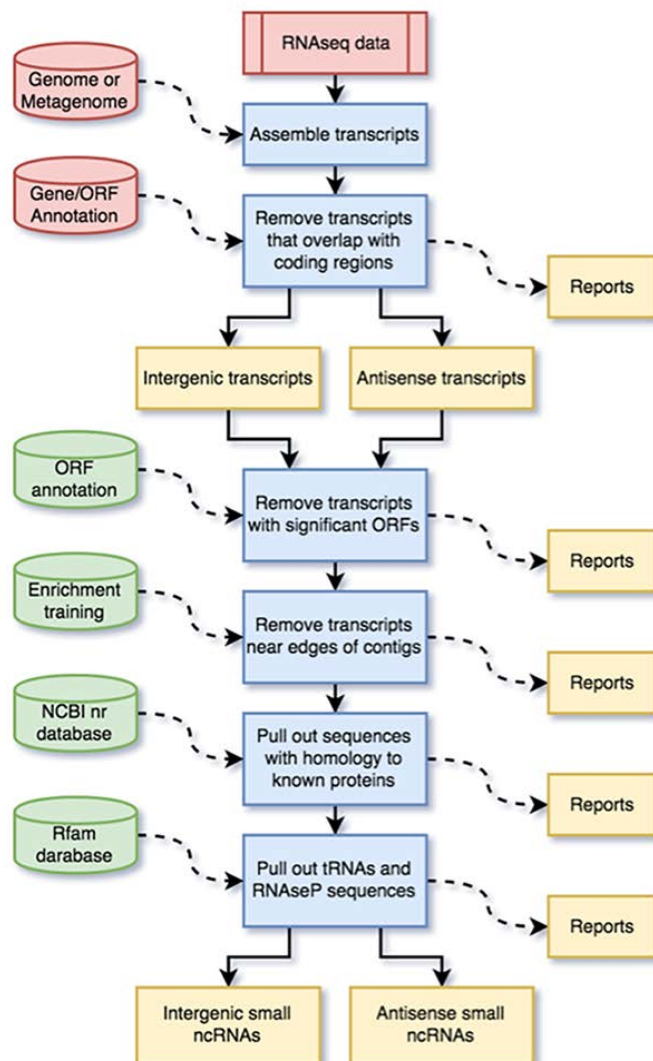 RNAseq data
Genome or
Metagenome
Assemble transcripts
Gene/ORF
Annotation
Remove transcripts
that overlap with
coding regions
Reports
Intergenic transcripts
Antisense transcripts
ORF
annotation
Remove transcripts
with significant ORFs
Reports
Enrichment
training
Remove transcripts
near edges of contigs
Reports
NCBI nr
database
Pull out sequences
with homology to
known proteins
Reports
Rfam
darabase
Pull out tRNAs and
RNAseP sequences
Reports
Intergenic small
ncRNAs
Antisense small
ncRNAs